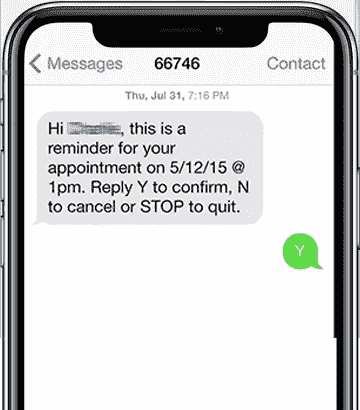 Messages 66746 Contact
Thu, Jul 31, 7:16 PM
Hi , this is a
reminder for your
appointment on 5/12/15 @
1pm. Reply Y to confirm, N
to cancel or STOP to quit.
Y